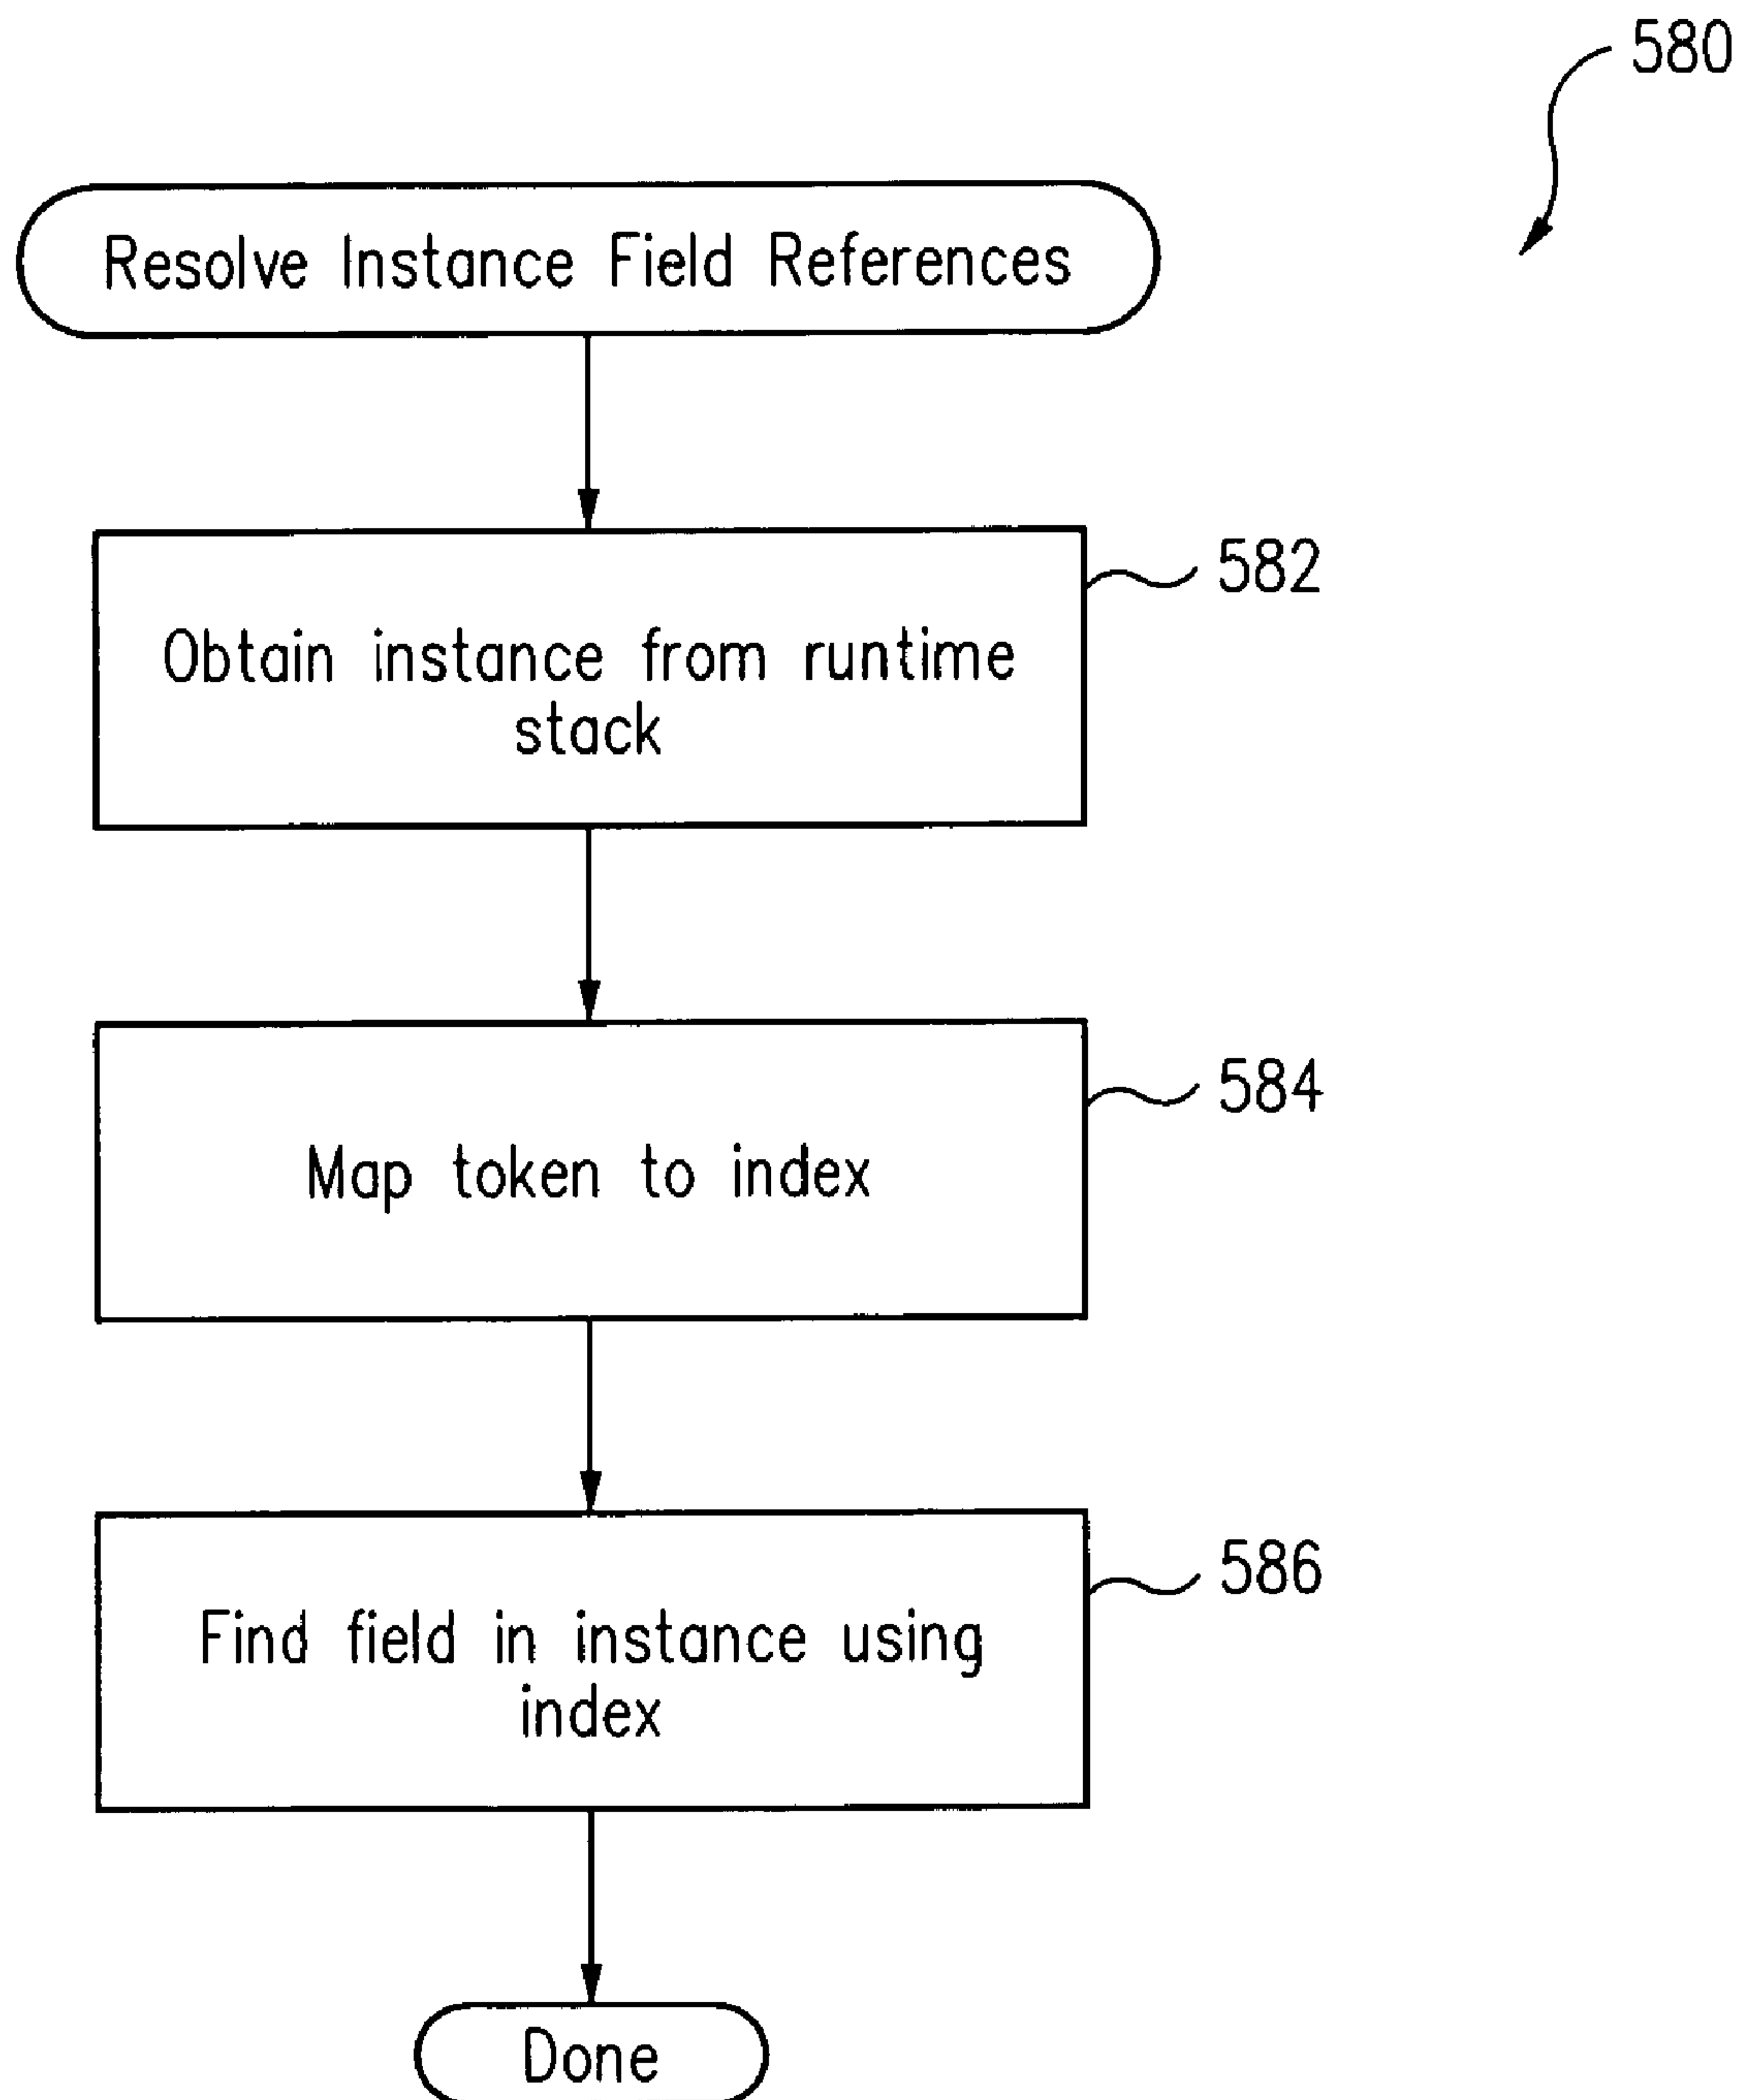 580
Resolve Instance Field References
582
Obtain instance from runtime
stack
584
Map token to index
586
Find field in instance using
index
Done